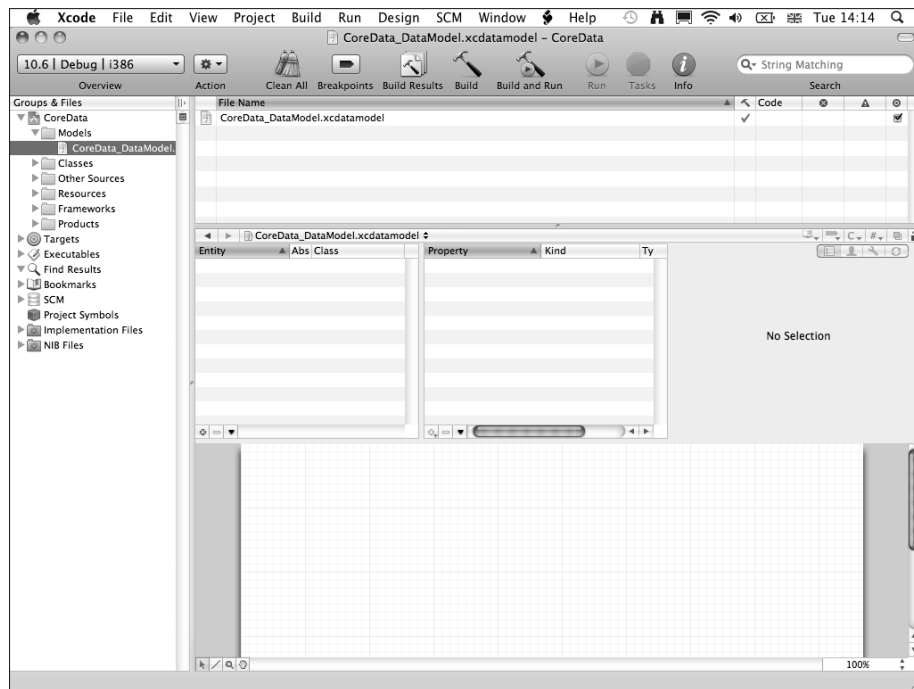 Xcode File Edit View Project Build Run Design SCM Window Help Tue 14:14
CoreData_DataModel.xcdatamodel – CoreData
10.6 | Debug | i386
String Matching
Overview Action Clean All Breakpoints Build Results Build Build and Run Run Tasks Info Search
Groups & Files
File Name Code
CoreData
CoreData_DataModel.xcdatamodel
Models
CoreData_DataModel.
Classes
Other Sources
Resources
Frameworks
Products
Targets
Executables
Find Results
Bookmarks
SCM
Project Symbols
Implementation Files
NIB Files
CoreData_DataModel.xcdatamodel
C #
Entity Abs Class
Property Kind Ty
No Selection
100%